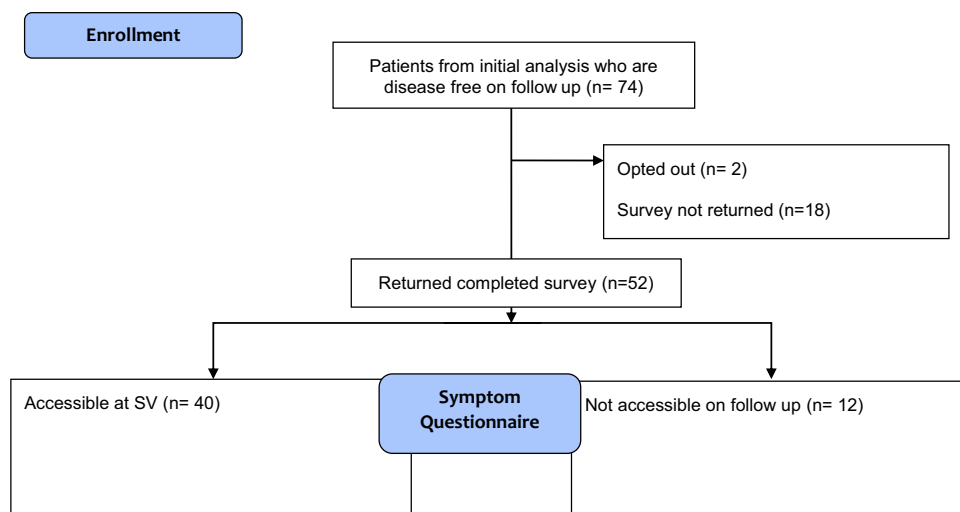 Enrollment
Patients from initial analysis who are
disease free on follow up (n= 74)
Opted out (n= 2)
Survey not returned (n=18)
Returned completed survey (n=52)
Accessible at SV (n= 40)
Symptom
Questionnaire
Not accessible on follow up (n= 12)